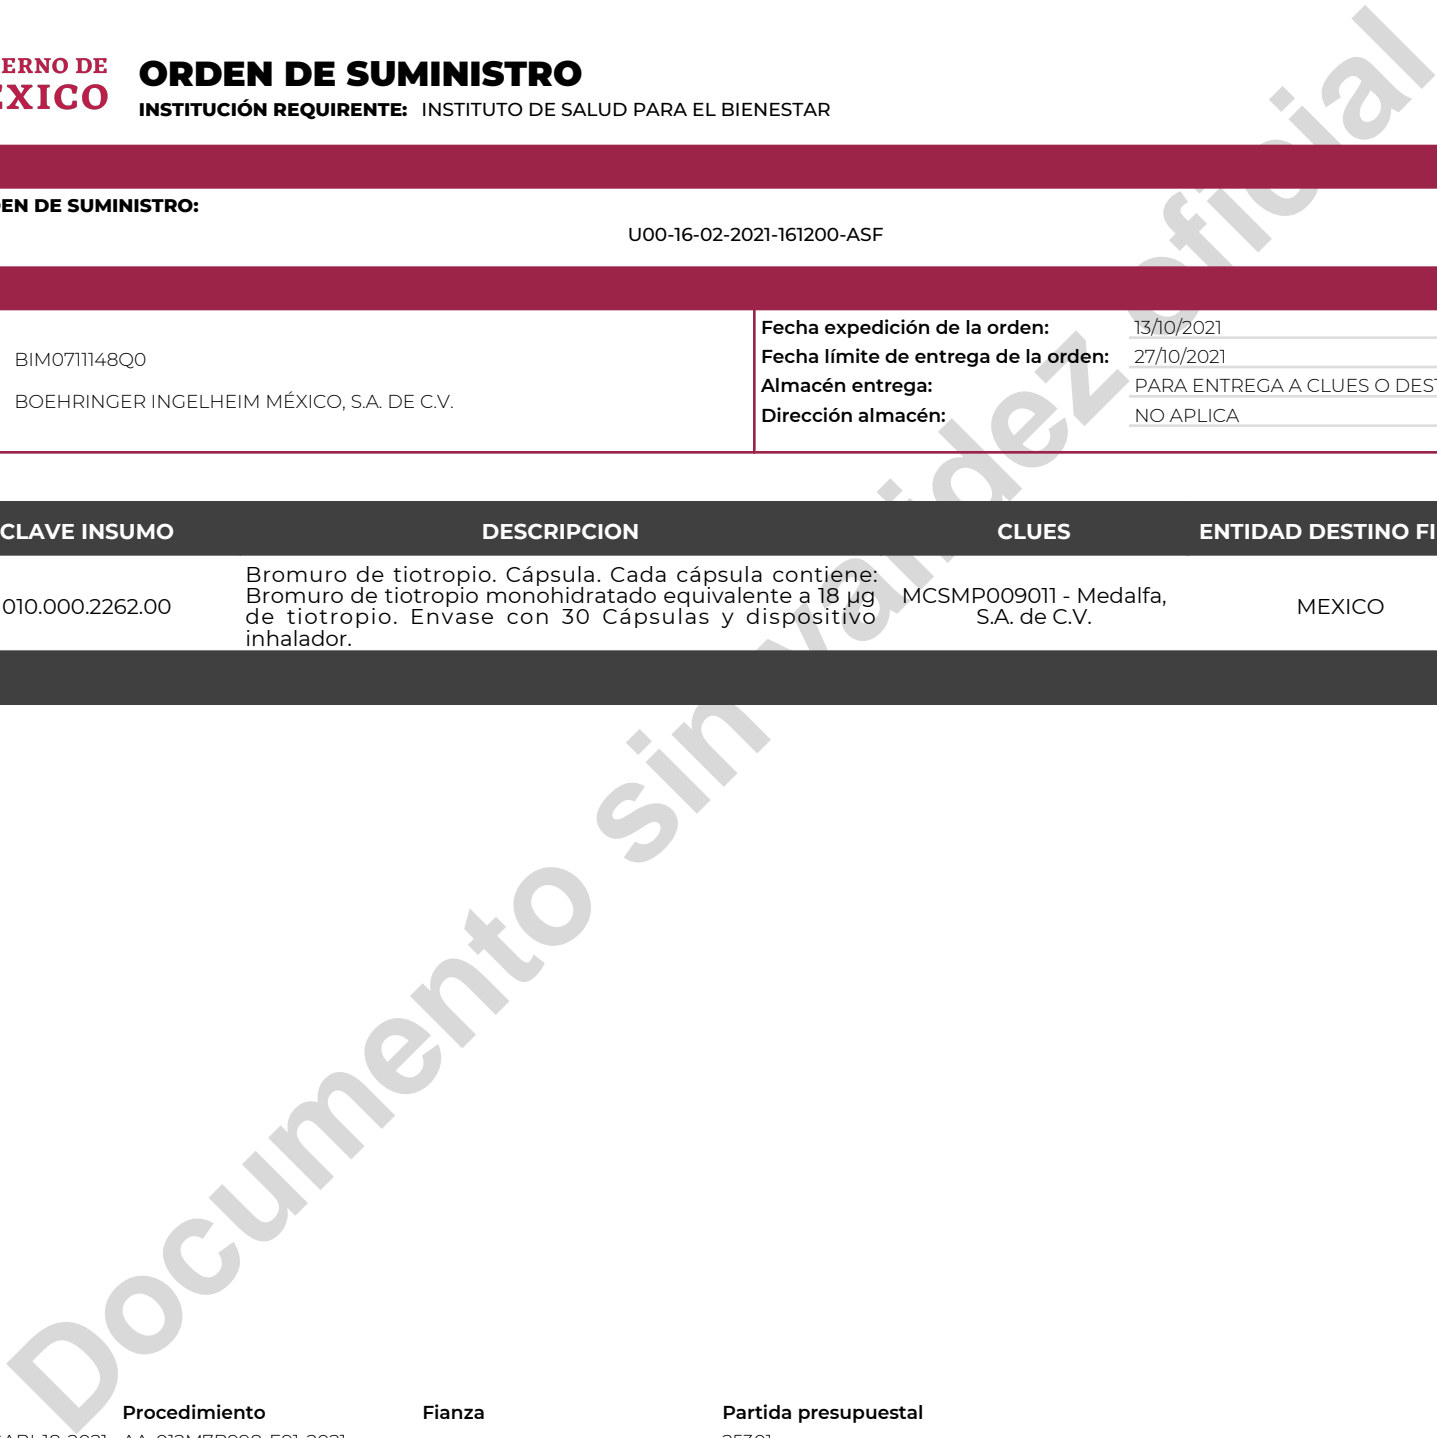 ERNO DE
EXICO
ORDEN DE SUMINISTRO
INSTITUCIÓN REQUIRENTE: INSTITUTO DE SALUD PARA EL BIENESTAR
EN DE SUMINISTRO:
U00-16-02-2021-161200-ASF
BIM0711148Q0
BOEHRINGER INGELHEIM MÉXICO, S.A. DE C.V.
Fecha expedición de la orden: 13/10/2021
Fecha límite de entrega de la orden: 27/10/2021
Almacén entrega: PARA ENTREGA A CLUES O DEST
Dirección almacén: NO APLICA
CLAVE INSUMO DESCRIPCION CLUES ENTIDAD DESTINO FI
010.000.2262.00
Bromuro de tiotropio. Cápsula. Cada cápsula contiene:
Bromuro de tiotropio monohidratado equivalente a 18 µg
de tiotropio. Envase con 30 Cápsulas y dispositivo
inhalador.
MCSMP009011 - Medalfa,
S.A. de C.V.
MEXICO
Documento sin validez oficial
Procedimiento Fianza Partida presupuestal
25301